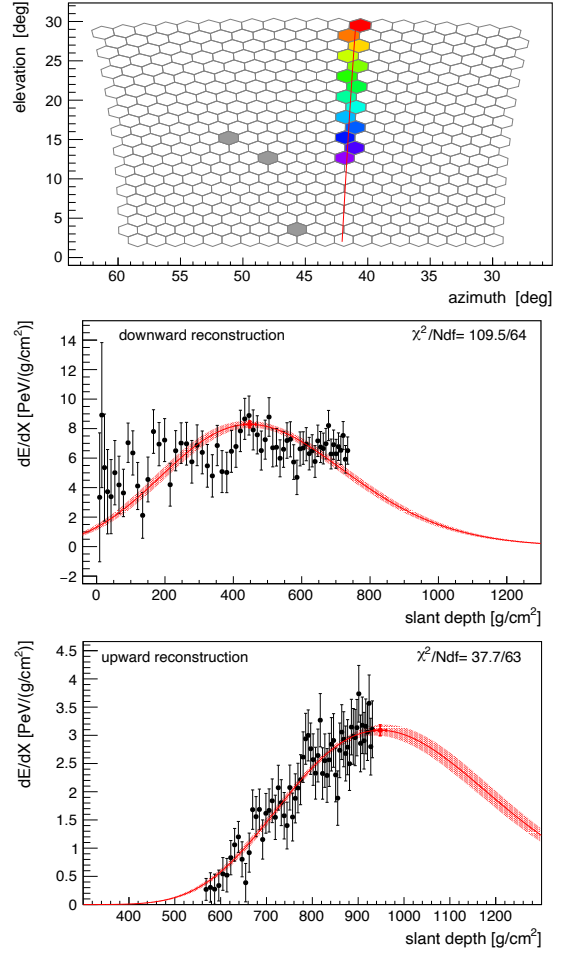 elevation [deg]
30
25
20
15
10
5
0
60 55 50 45 40 35 30
azimuth [deg]
downward reconstruction
χ²/Ndf= 109.5/64
dE/dX [PeV/(g/cm²)]
14
12
10
8
6
4
2
0
−2
0 200 400 600 800 1000 1200
slant depth [g/cm²]
upward reconstruction
χ²/Ndf= 37.7/63
dE/dX [PeV/(g/cm²)]
4.5
4
3.5
3
2.5
2
1.5
1
0.5
0
400 500 600 700 800 900 1000 1200
slant depth [g/cm²]